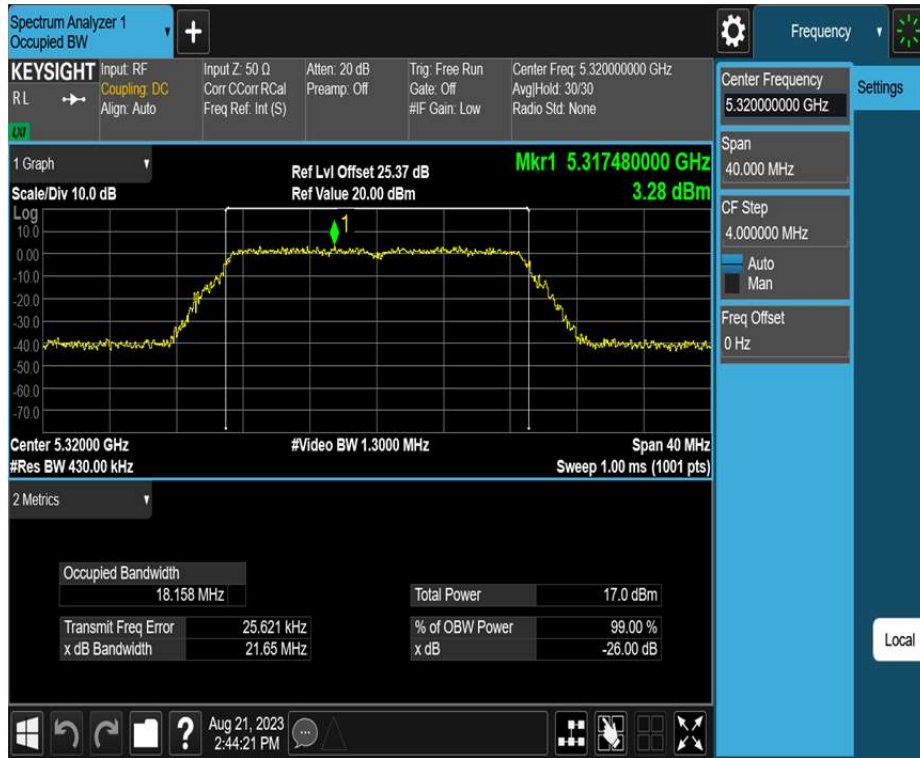 Spectrum Analyzer 1
Occupied BW
+
Frequency
KEYSIGHT
R L
LXI
Input: RF
Coupling: DC
Align: Auto
Input Z: 50 Ω
Corr CCorr RCal
Freq Ref: Int (S)
Atten: 20 dB
Preamp: Off
Trig: Free Run
Gate: Off
#IF Gain: Low
Center Freq: 5.320000000 GHz
Avg|Hold: 30/30
Radio Std: None
Center Frequency
5.320000000 GHz
Settings
Span
40.000 MHz
CF Step
4.000000 MHz
Auto
Man
Freq Offset
0 Hz
Local
1 Graph
Scale/Div 10.0 dB
Ref Lvl Offset 25.37 dB
Ref Value 20.00 dBm
Mkr1 5.317480000 GHz
3.28 dBm
Log
10.0
0.00
-10.0
-20.0
-30.0
-40.0
-50.0
-60.0
-70.0
1
Center 5.32000 GHz
#Video BW 1.3000 MHz
Span 40 MHz
#Res BW 430.00 kHz
Sweep 1.00 ms (1001 pts)
2 Metrics
Occupied Bandwidth
18.158 MHz
Total Power 17.0 dBm
Transmit Freq Error 25.621 kHz
% of OBW Power 99.00 %
x dB Bandwidth 21.65 MHz
x dB -26.00 dB
?
Aug 21, 2023
2:44:21 PM